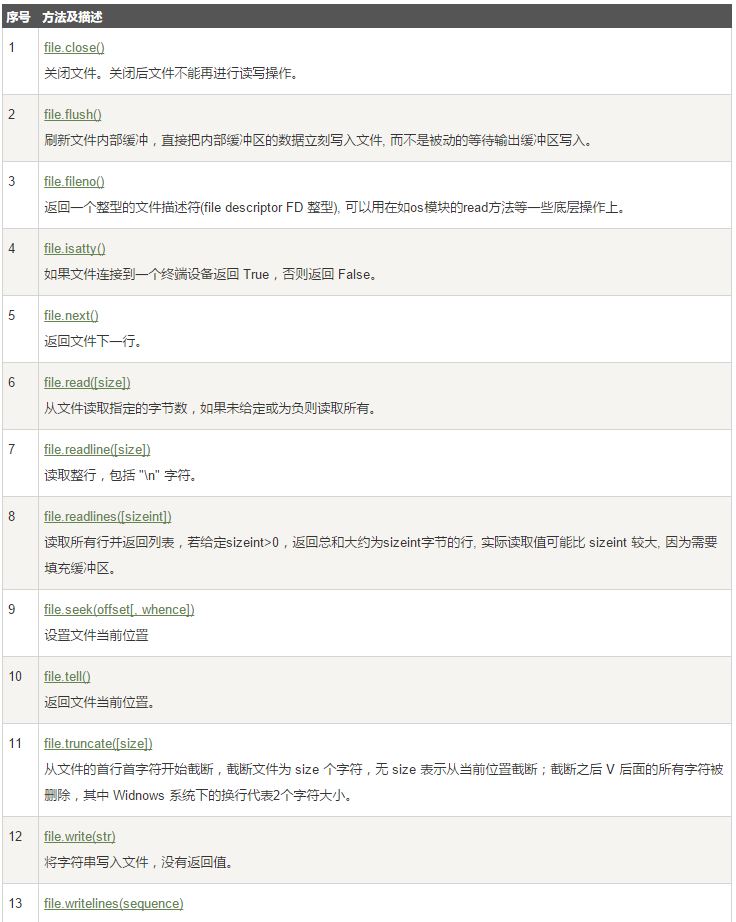 序号 方法及描述
1 file.close()
关闭文件。关闭后文件不能再进行读写操作。
2 file.flush()
刷新文件内部缓冲，直接把内部缓冲区的数据立刻写入文件, 而不是被动的等待输出缓冲区写入。
3 file.fileno()
返回一个整型的文件描述符(file descriptor FD 整型), 可以用在如os模块的read方法等一些底层操作上。
4 file.isatty()
如果文件连接到一个终端设备返回 True，否则返回 False。
5 file.next()
返回文件下一行。
6 file.read([size])
从文件读取指定的字节数，如果未给定或为负则读取所有。
7 file.readline([size])
读取整行，包括 "\n" 字符。
8 file.readlines([sizeint])
读取所有行并返回列表，若给定sizeint>0，返回总和大约为sizeint字节的行, 实际读取值可能比 sizeint 较大, 因为需要
填充缓冲区。
9 file.seek(offset[, whence])
设置文件当前位置
10 file.tell()
返回文件当前位置。
11 file.truncate([size])
从文件的首行首字符开始截断，截断文件为 size 个字符，无 size 表示从当前位置截断；截断之后 V 后面的所有字符被
删除，其中 Widnows 系统下的换行代表2个字符大小。
12 file.write(str)
将字符串写入文件，没有返回值。
13 file.writelines(sequence)